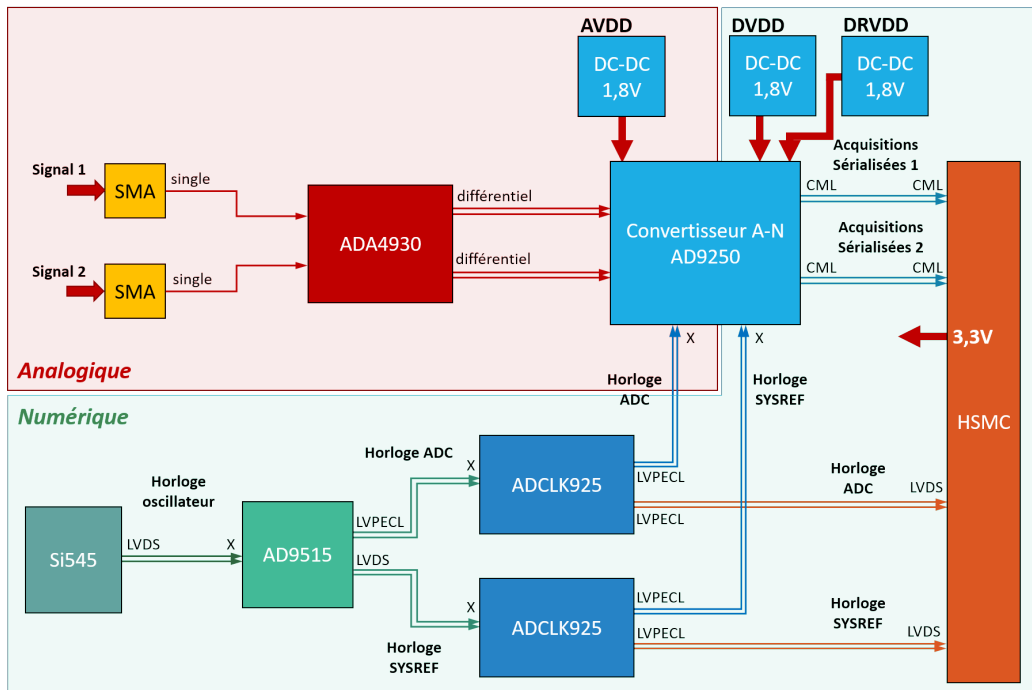 AVDD
DVDD
DRVDD
DC-DC
1,8V
DC-DC
1,8V
DC-DC
1,8V
Signal 1
SMA
single
Signal 2
SMA
single
ADA4930
différentiel
différentiel
Convertisseur A-N
AD9250
Acquisitions
Sérialisées 1
CML
CML
Acquisitions
Sérialisées 2
CML
CML
3,3V
HSMC
X
X
Analogique
Numérique
Horloge
ADC
Horloge
SYSREF
Horloge
oscillateur
Si545
LVDS
X
AD9515
LVPECL
Horloge ADC
X
LVDS
Horloge
SYSREF
X
ADCLK925
LVPECL
LVPECL
Horloge
ADC
LVDS
ADCLK925
LVPECL
LVPECL
Horloge
SYSREF
LVDS